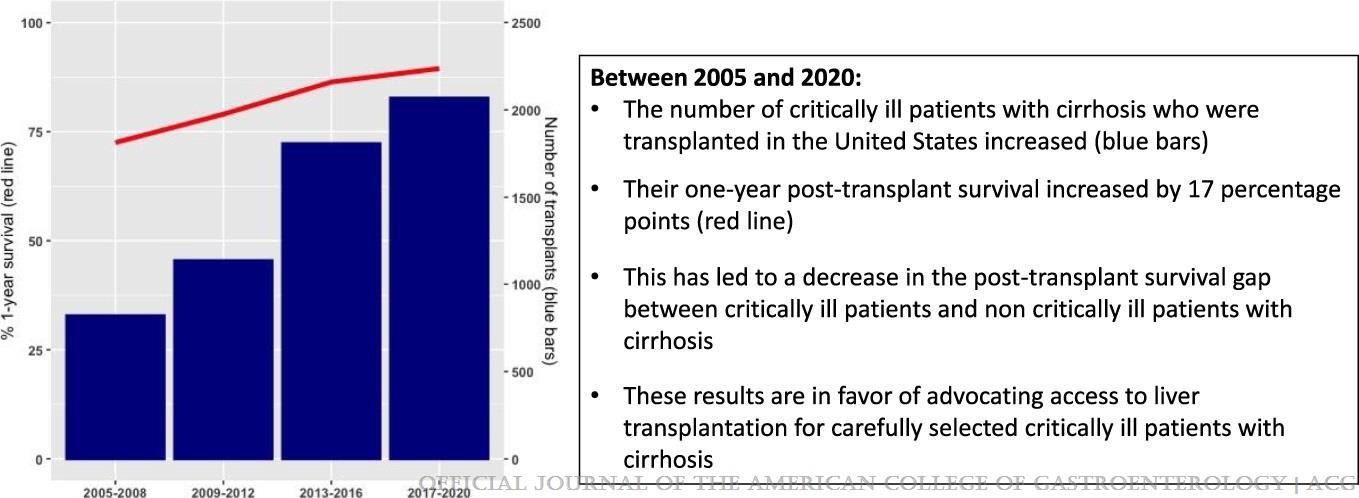 100
75
50
25
0
% 1-year survival (red line)
2005-2008
2009-2012
2013-2016
2017-2020
2500
2000
1500
1000
500
0
Number of transplants (blue bars)
Between 2005 and 2020:
• The number of critically ill patients with cirrhosis who were
transplanted in the United States increased (blue bars)
• Their one-year post-transplant survival increased by 17 percentage
points (red line)
• This has led to a decrease in the post-transplant survival gap
between critically ill patients and non critically ill patients with
cirrhosis
• These results are in favor of advocating access to liver
transplantation for carefully selected critically ill patients with
cirrhosis
OFFICIAL JOURNAL OF THE AMERICAN COLLEGE OF GASTROENTEROLOGY | ACG